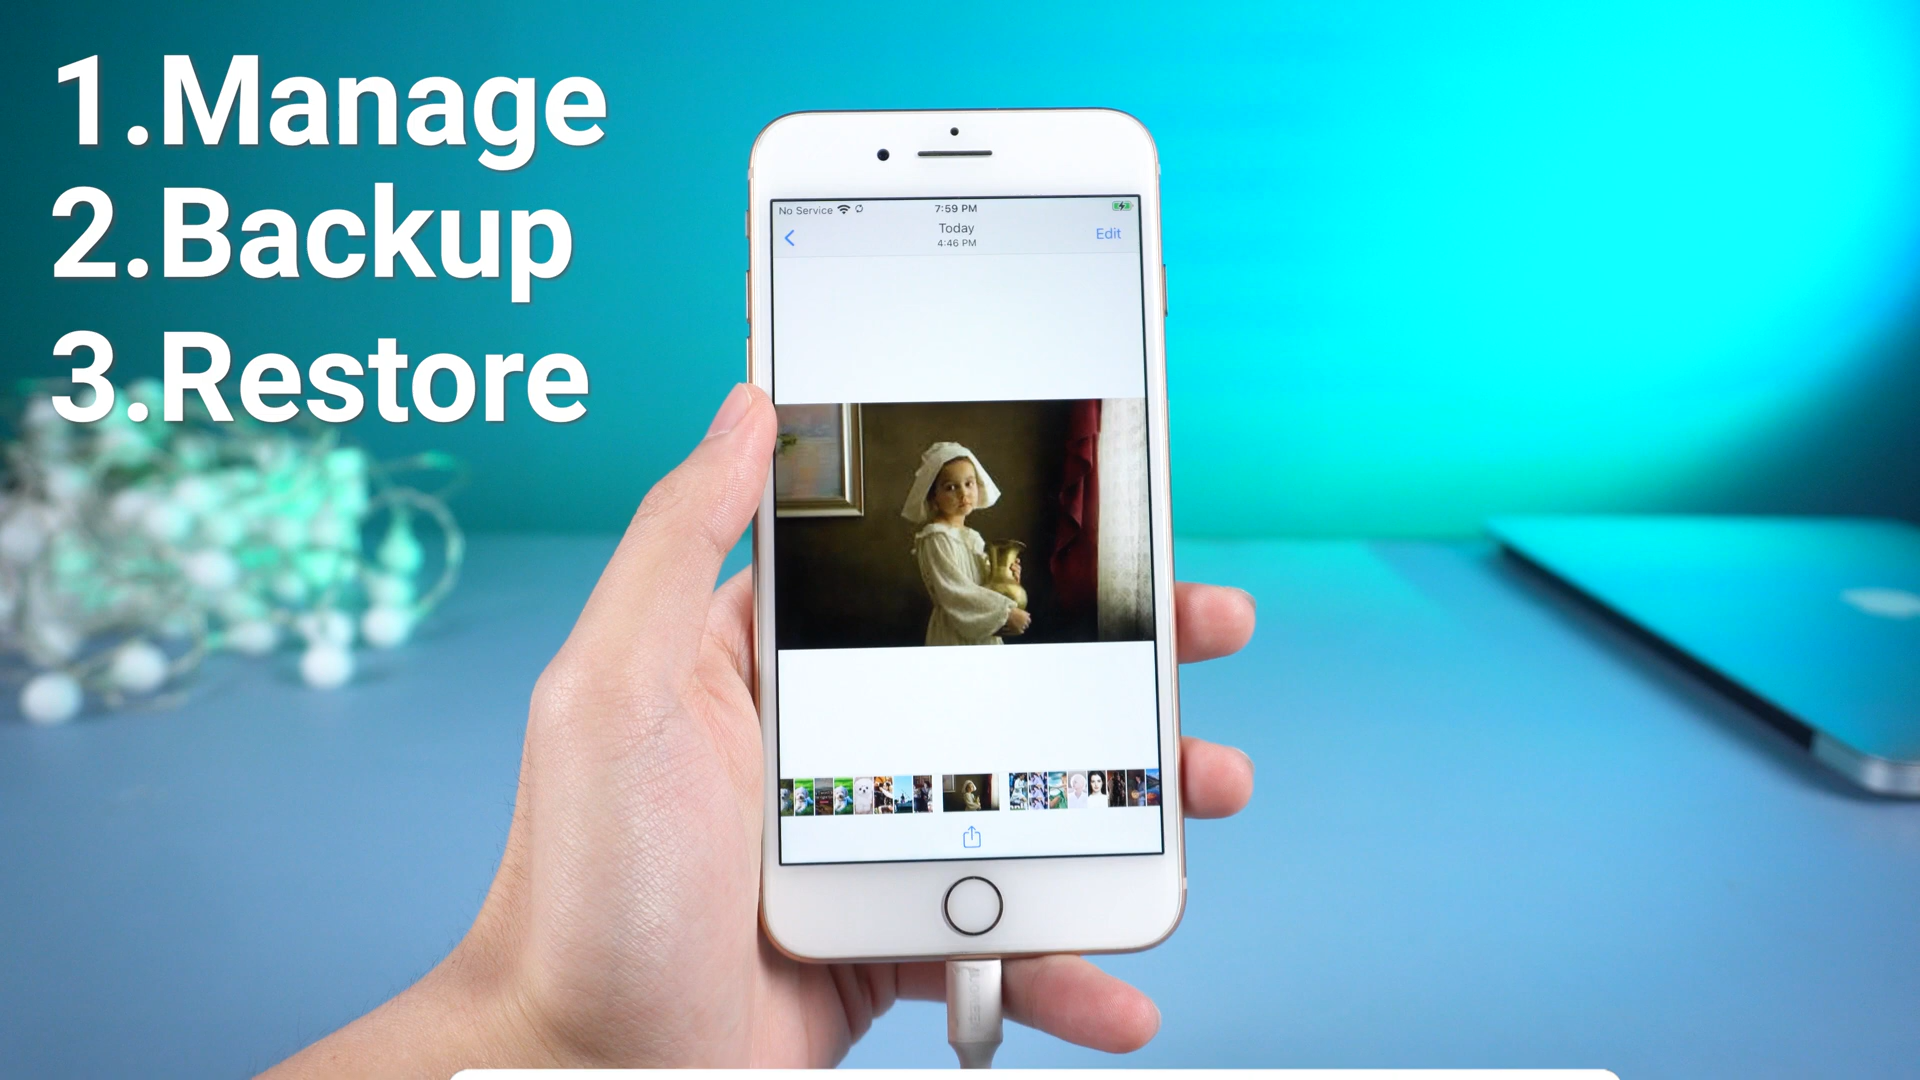 1.Manage
2.Backup
3.Restore
No Service 7:59 PM
Today
4:46 PM
Edit